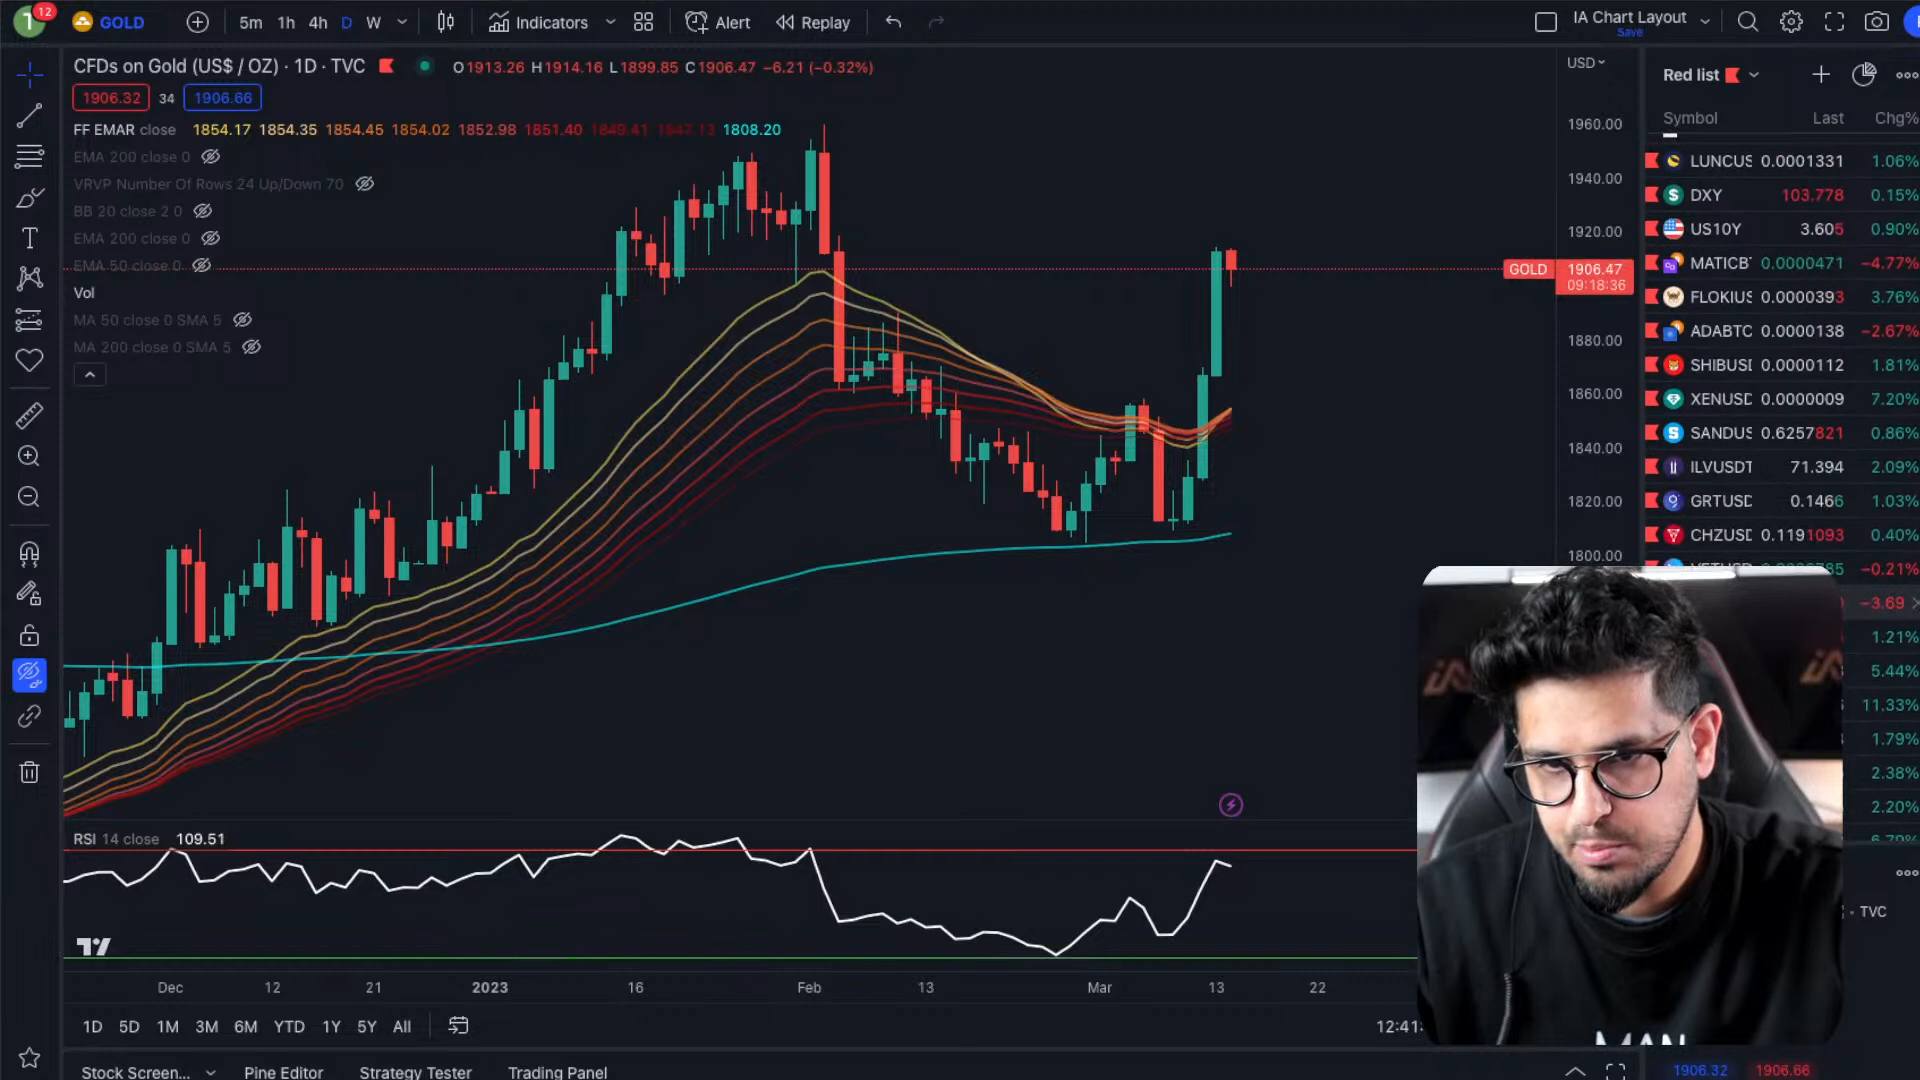 12
GOLD
5m 1h 4h D W
Indicators
Alert
Replay
IA Chart Layout
Save
CFDs on Gold (US$ / OZ) · 1D · TVC
O1913.26 H1914.16 L1899.85 C1906.47 −6.21 (−0.32%)
1906.32 34 1906.66
FF EMAR close 1854.17 1854.35 1854.45 1854.02 1852.98 1851.40 1849.41 1847.13 1808.20
EMA 200 close 0
VRVP Number Of Rows 24 Up/Down 70
BB 20 close 2 0
EMA 200 close 0
EMA 50 close 0
Vol
MA 50 close 0 SMA 5
MA 200 close 0 SMA 5
USD
1960.00
1940.00
1920.00
GOLD 1906.47
09:18:36
1880.00
1860.00
1840.00
1820.00
1800.00
Red list
Symbol Last Chg%
LUNCUS 0.0001331 1.06%
DXY 103.778 0.15%
US10Y 3.605 0.90%
MATICBT 0.0000471 −4.77%
FLOKIUS 0.0000393 3.76%
ADABTC 0.0000138 −2.67%
SHIBUSD 0.0000112 1.81%
XENUSD 0.0000009 7.20%
SANDUS 0.6257821 0.86%
ILVUSDT 71.394 2.09%
GRTUSD 0.1466 1.03%
CHZUSD 0.1191093 0.40%
−0.21%
−3.69
1.21%
5.44%
11.33%
1.79%
2.38%
2.20%
TVC
RSI 14 close 109.51
Dec 12 21 2023 16 Feb 13 Mar 13 22
1D 5D 1M 3M 6M YTD 1Y 5Y All
12:41:
Stock Screen... Pine Editor Strategy Tester Trading Panel
1906.32 1906.66